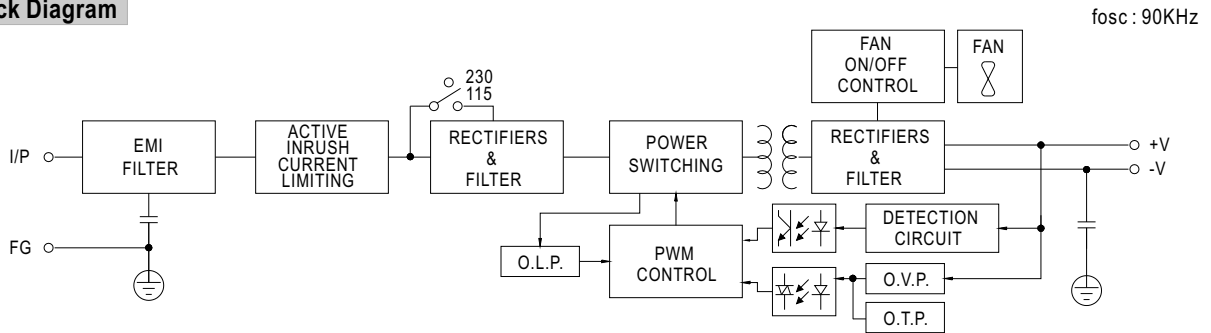 ck Diagram
fosc : 90KHz
FAN
ON/OFF
CONTROL
FAN
230
115
I/P
EMI
FILTER
ACTIVE
INRUSH
CURRENT
LIMITING
RECTIFIERS
&
FILTER
POWER
SWITCHING
RECTIFIERS
&
FILTER
+V
-V
FG
O.L.P.
PWM
CONTROL
DETECTION
CIRCUIT
O.V.P.
O.T.P.